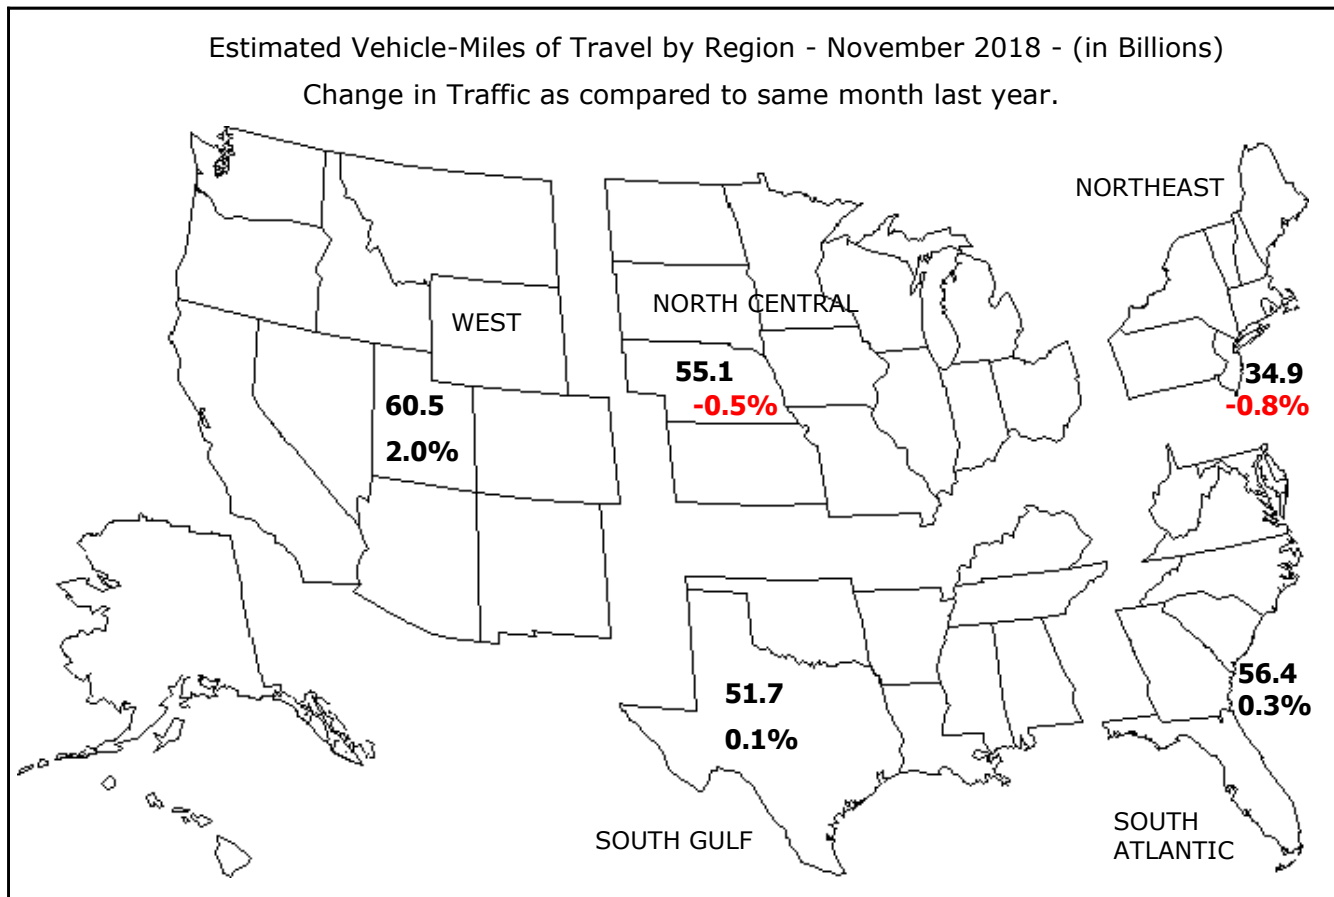 Estimated Vehicle-Miles of Travel by Region - November 2018 - (in Billions)
Change in Traffic as compared to same month last year.
NORTHEAST
WEST
NORTH CENTRAL
55.1
-0.5%
34.9
-0.8%
60.5
2.0%
51.7
0.1%
56.4
0.3%
SOUTH GULF
SOUTH
ATLANTIC